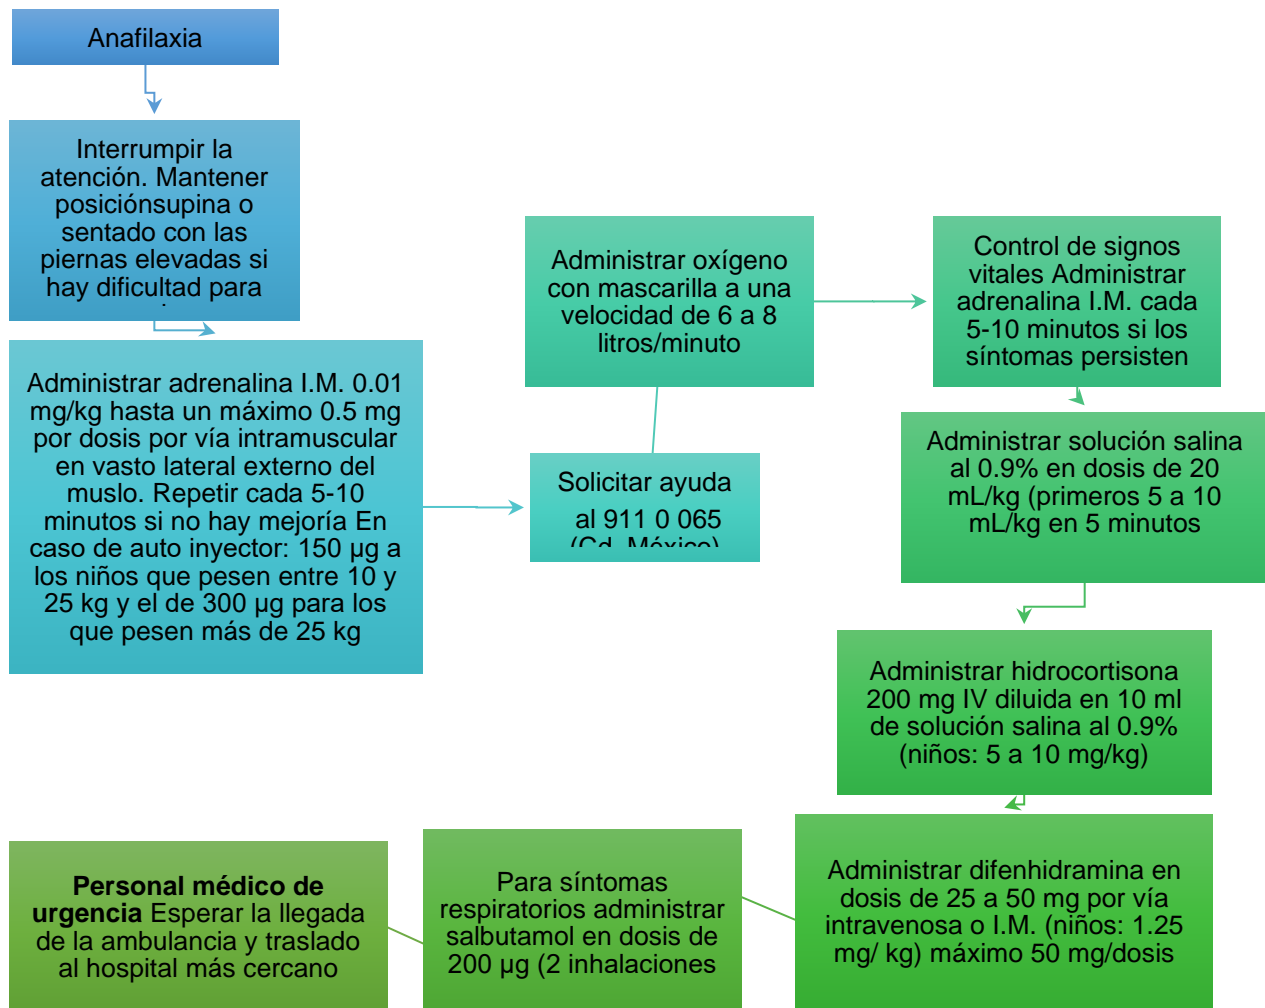 Anafilaxia
Interrumpir la
atención. Mantener
posiciónsupina o
sentado con las
piernas elevadas si
hay dificultad para
Administrar adrenalina I.M. 0.01
mg/kg hasta un máximo 0.5 mg
por dosis por vía intramuscular
en vasto lateral externo del
muslo. Repetir cada 5-10
minutos si no hay mejoría En
caso de auto inyector: 150 µg a
los niños que pesen entre 10 y
25 kg y el de 300 µg para los
que pesen más de 25 kg
Solicitar ayuda
al 911 0 065
(Cd. México)
Administrar oxígeno
con mascarilla a una
velocidad de 6 a 8
litros/minuto
Control de signos
vitales Administrar
adrenalina I.M. cada
5-10 minutos si los
síntomas persisten
Administrar solución salina
al 0.9% en dosis de 20
mL/kg (primeros 5 a 10
mL/kg en 5 minutos
Administrar hidrocortisona
200 mg IV diluida en 10 ml
de solución salina al 0.9%
(niños: 5 a 10 mg/kg)
Administrar difenhidramina en
dosis de 25 a 50 mg por vía
intravenosa o I.M. (niños: 1.25
mg/ kg) máximo 50 mg/dosis
Para síntomas
respiratorios administrar
salbutamol en dosis de
200 µg (2 inhalaciones
Personal médico de
urgencia Esperar la llegada
de la ambulancia y traslado
al hospital más cercano